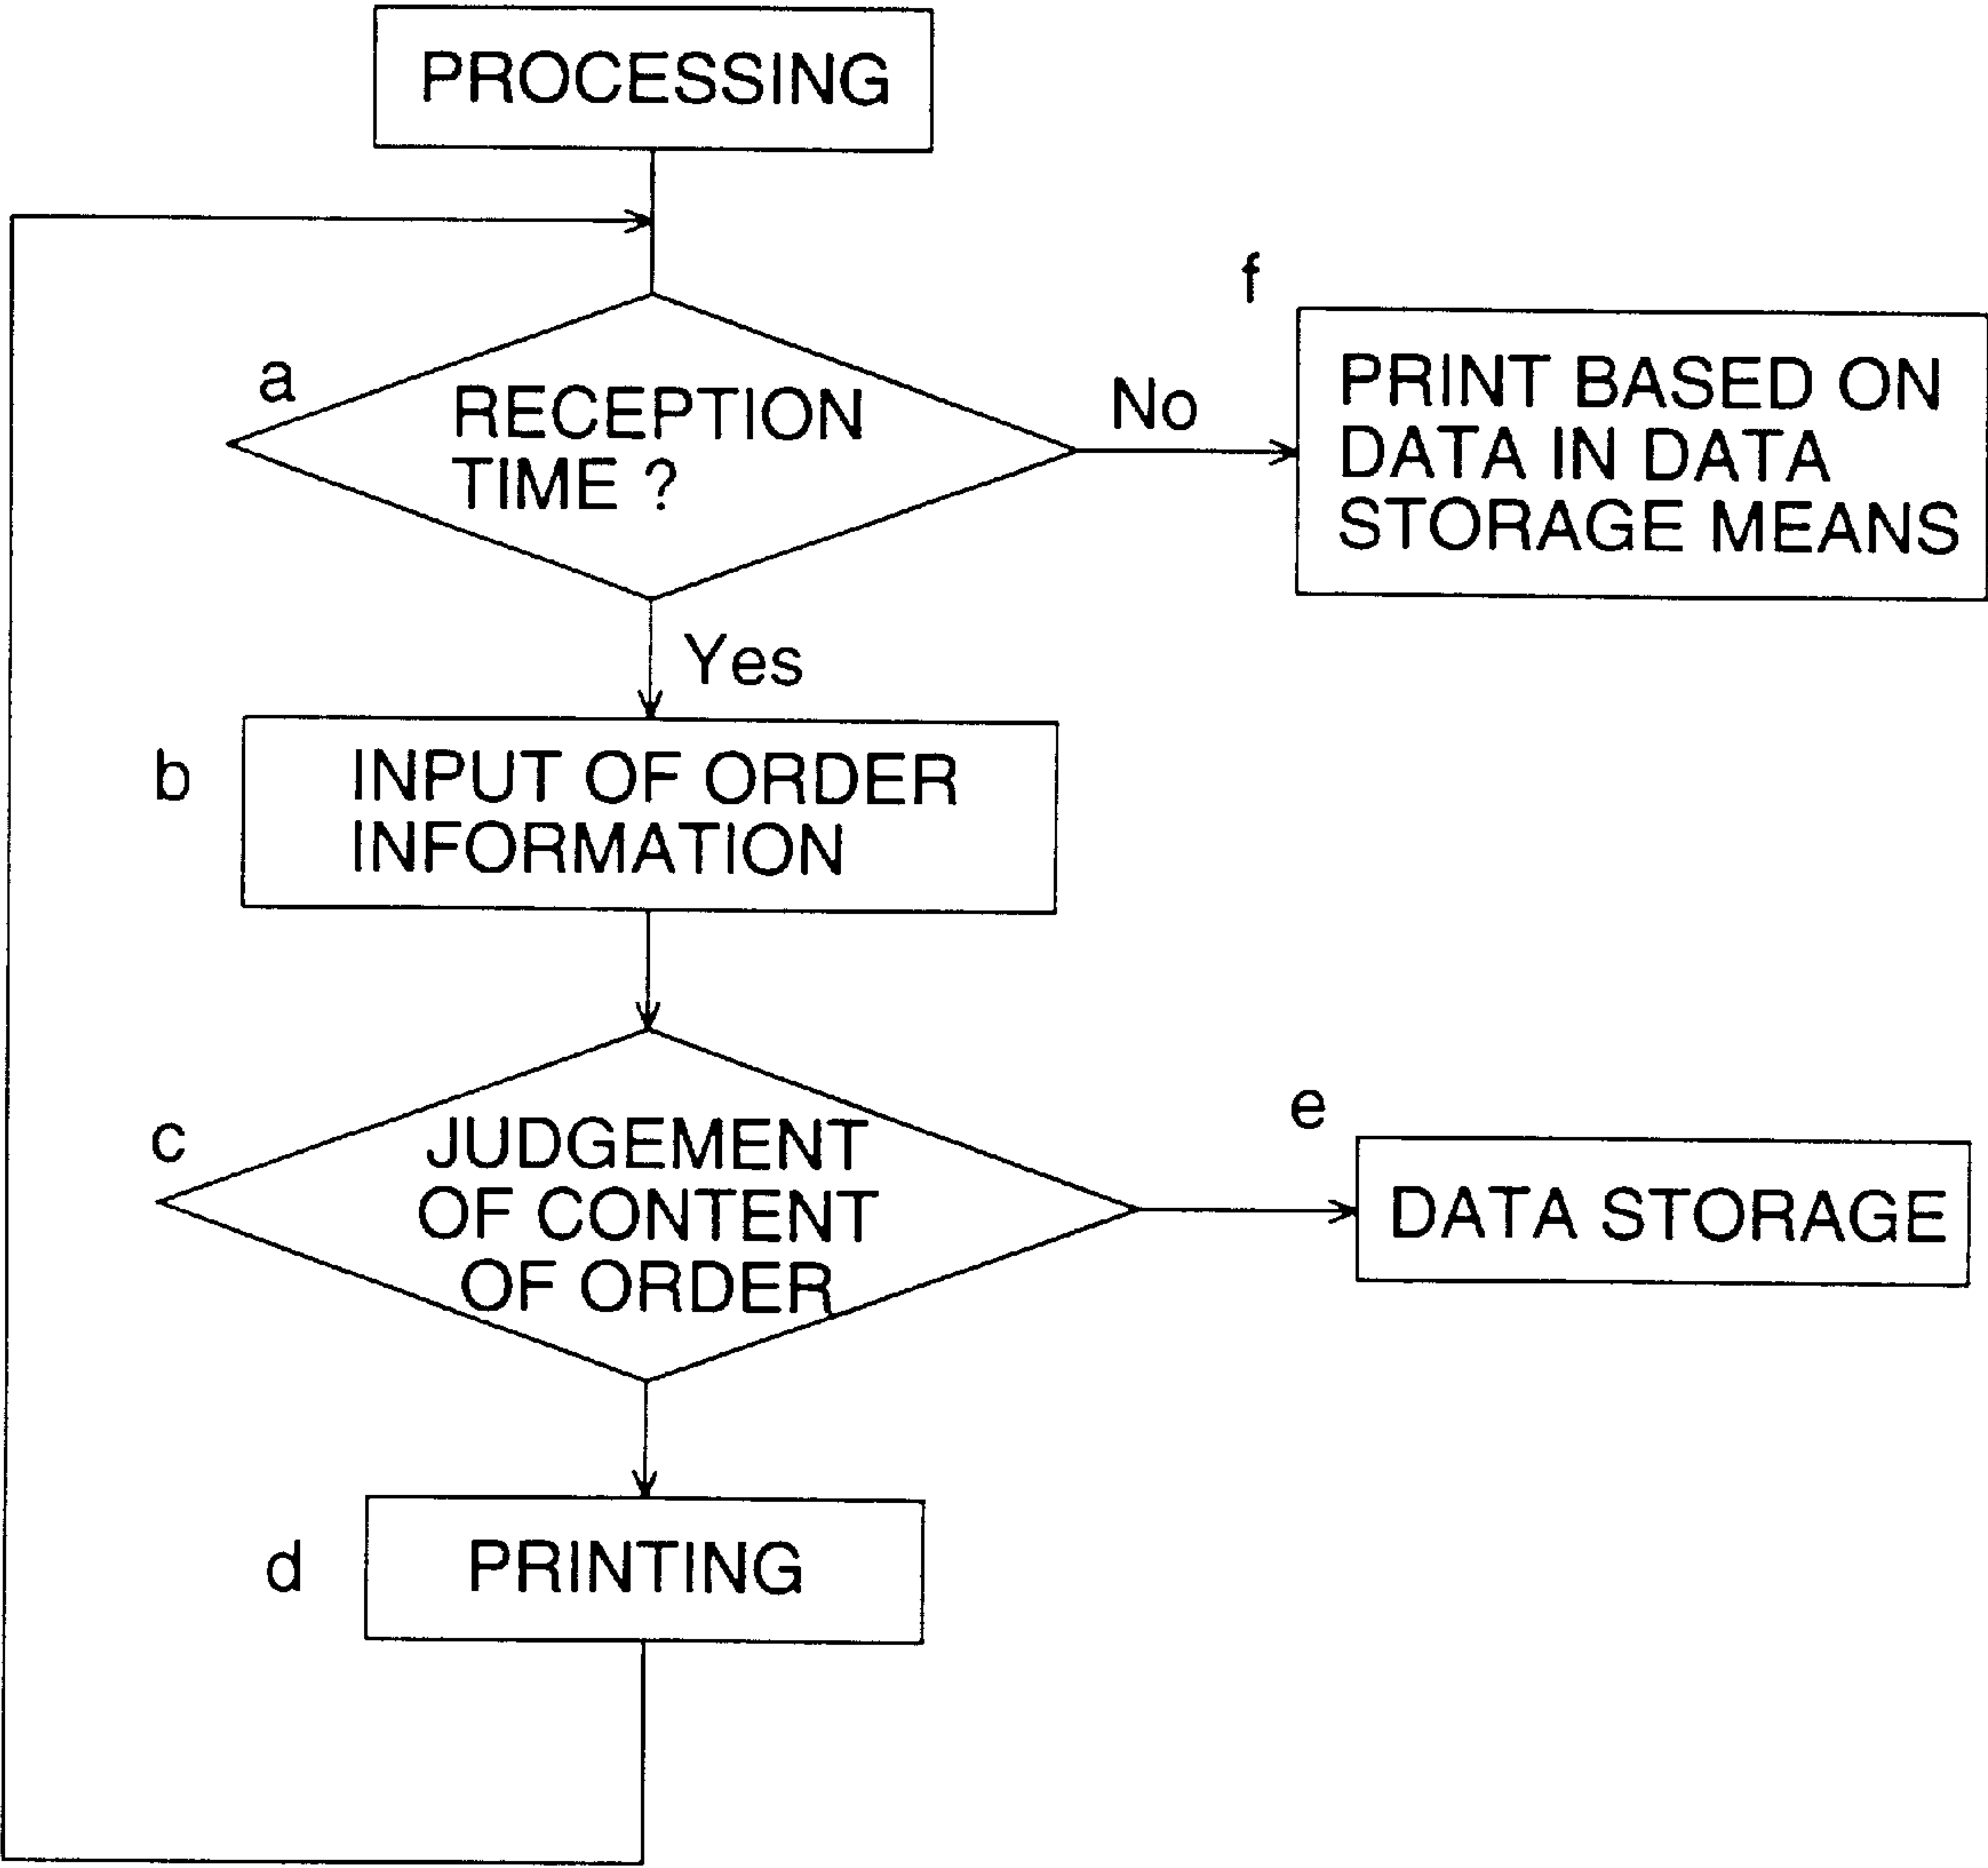 PROCESSING
f
a
RECEPTION
TIME ?
No
PRINT BASED ON
DATA IN DATA
STORAGE MEANS
Yes
b
INPUT OF ORDER
INFORMATION
c
JUDGEMENT
OF CONTENT
OF ORDER
e
DATA STORAGE
d
PRINTING